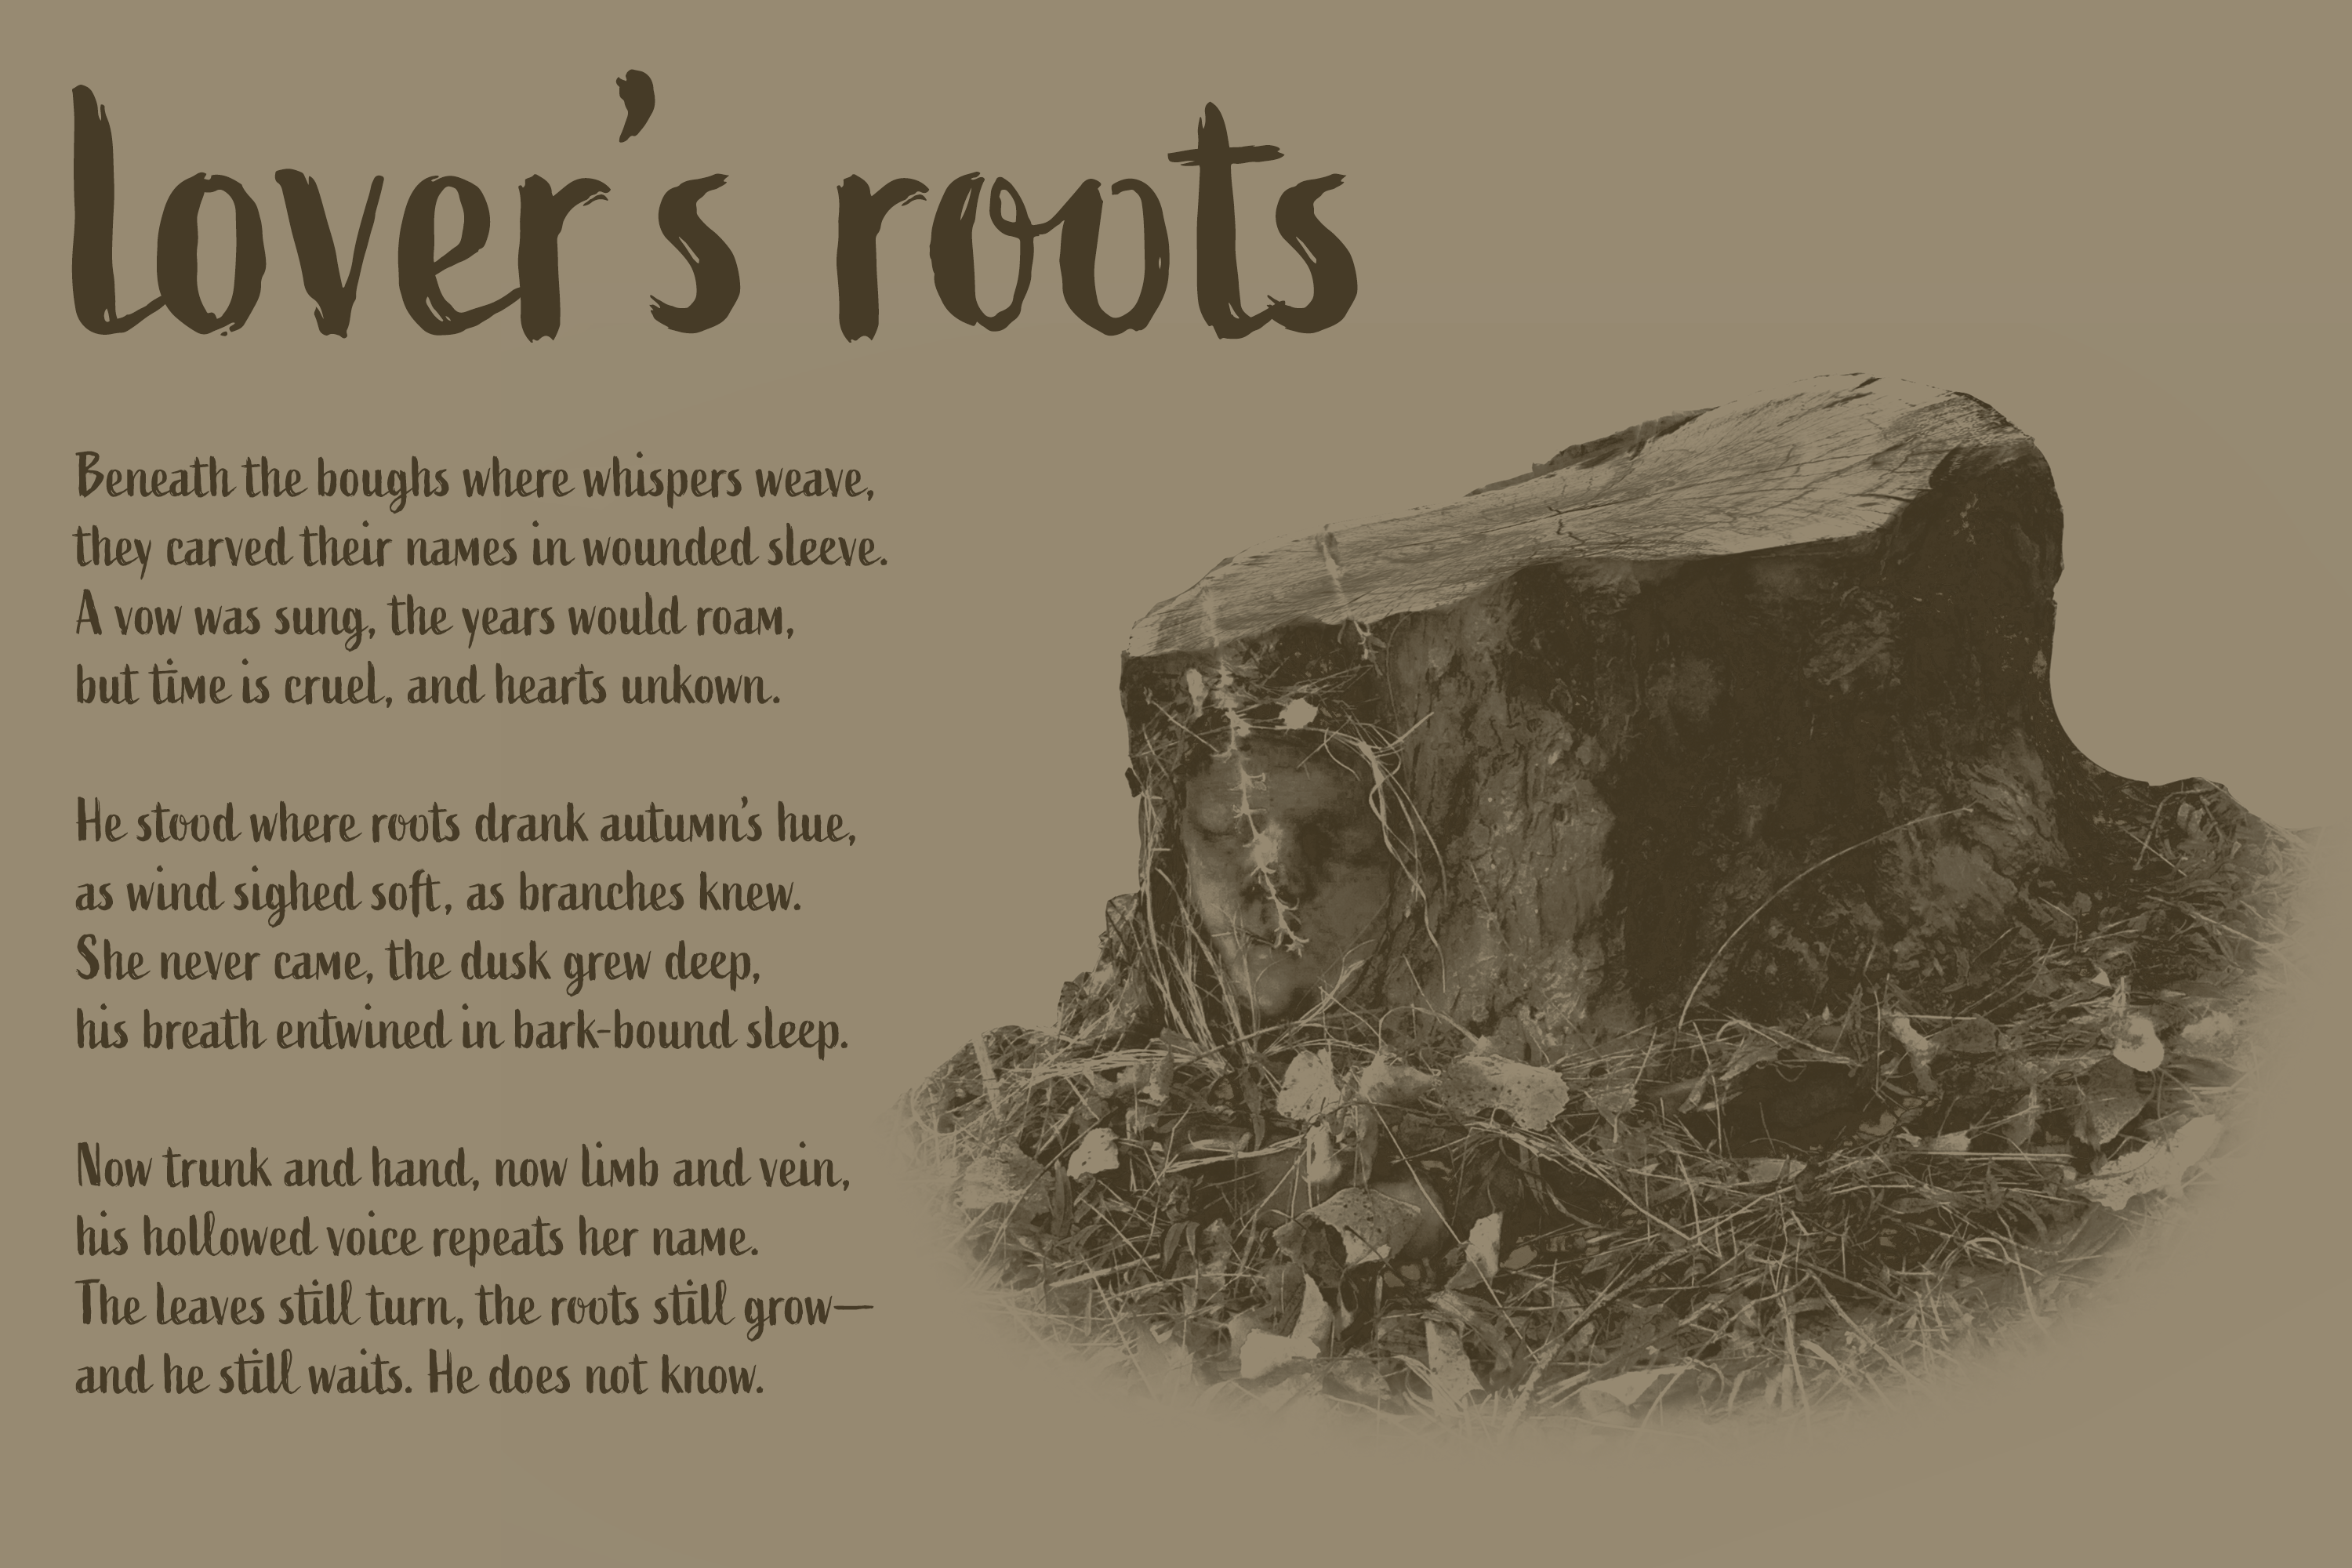 lover's roots
Beneath the boughs where whispers weave,
they carved their names in wounded sleeve.
A vow was sung, the years would roam,
but time is cruel, and hearts unkown.
He stood where roots drank autumn's hue,
as wind sighed soft, as branches knew.
She never came, the dusk grew deep,
his breath entwined in bark-bound sleep.
Now trunk and hand, now limb and vein,
his hollowed voice repeats her name.
The leaves still turn, the roots still grow—
and he still waits. He does not know.